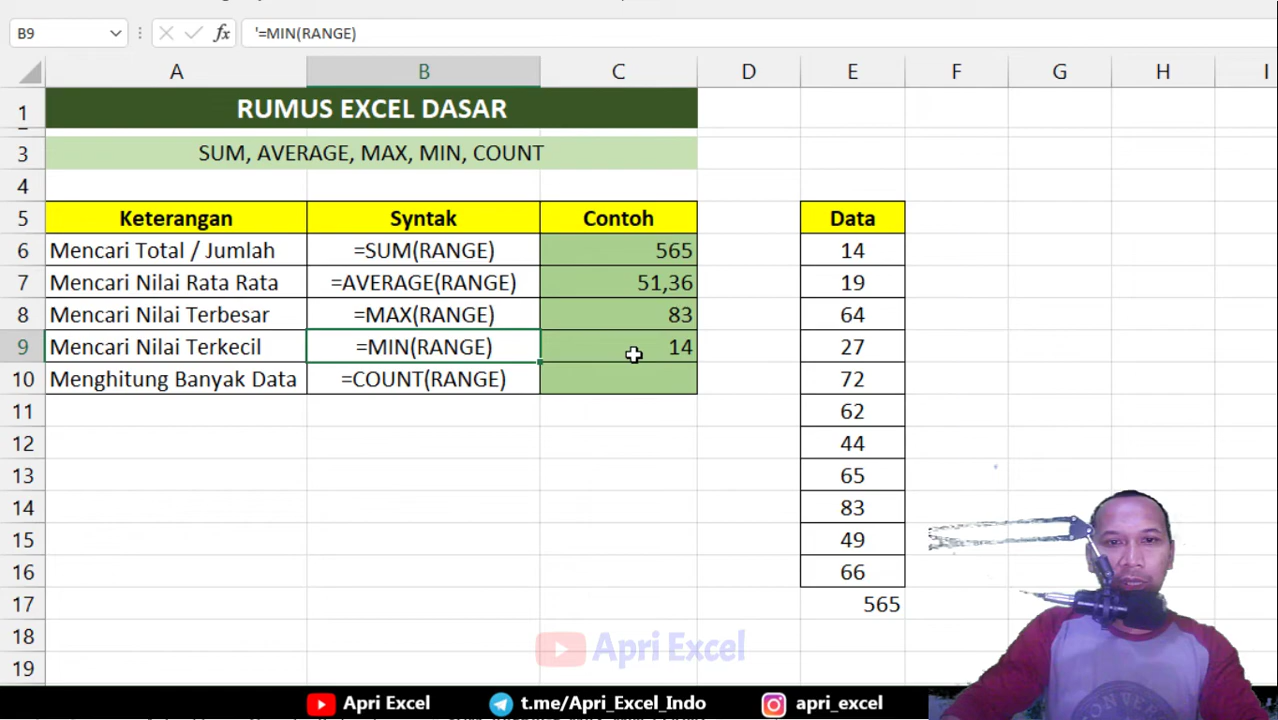 B9 fx '=MIN(RANGE)
A B C D E F G H I
1 RUMUS EXCEL DASAR
3 SUM, AVERAGE, MAX, MIN, COUNT
4
5 Keterangan Syntak Contoh Data
6 Mencari Total / Jumlah =SUM(RANGE) 565 14
7 Mencari Nilai Rata Rata =AVERAGE(RANGE) 51,36 19
8 Mencari Nilai Terbesar =MAX(RANGE) 83 64
9 Mencari Nilai Terkecil =MIN(RANGE) 14 27
10 Menghitung Banyak Data =COUNT(RANGE) 72
11 62
12 44
13 65
14 83
15 49
16 66
17 565
18
Apri Excel
19
Apri Excel t.me/Apri_Excel_Indo apri_excel